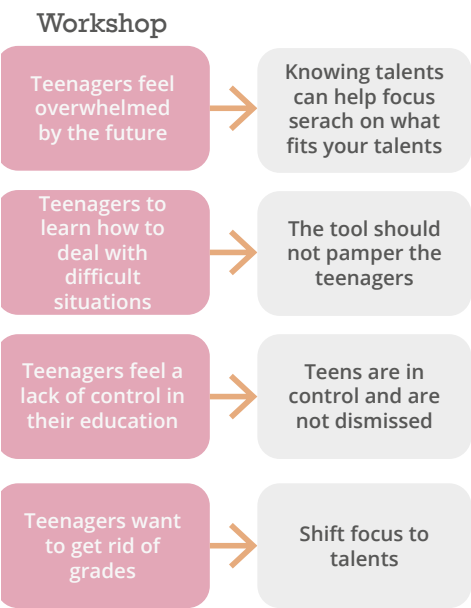 Workshop
Teenagers feel
overwhelmed
by the future
Knowing talents
can help focus
serach on what
fits your talents
Teenagers to
learn how to
deal with
difficult
situations
The tool should
not pamper the
teenagers
Teenagers feel a
lack of control in
their education
Teens are in
control and are
not dismissed
Teenagers want
to get rid of
grades
Shift focus to
talents